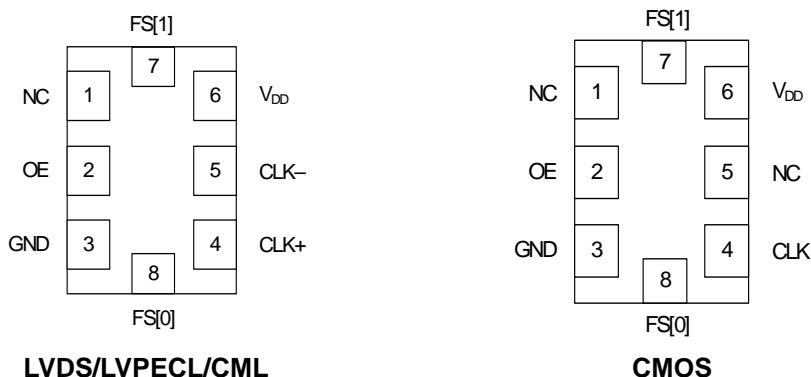 FS[1]
7
NC 1 6 VDD
OE 2 5 CLK–
GND 3 4 CLK+
8
FS[0]
LVDS/LVPECL/CML
FS[1]
7
NC 1 6 VDD
OE 2 5 NC
GND 3 4 CLK
8
FS[0]
CMOS